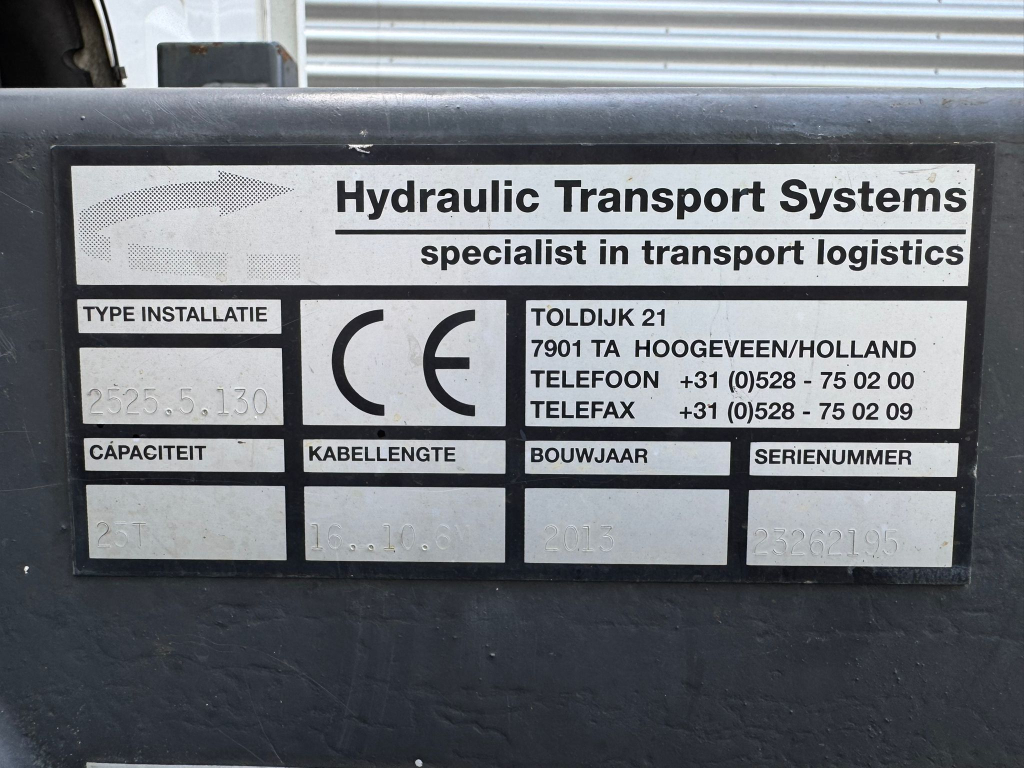 Hydraulic Transport Systems
specialist in transport logistics
TYPE INSTALLATIE
2525.5.130
CE
TOLDIJK 21
7901 TA HOOGEVEEN/HOLLAND
TELEFOON +31 (0)528 - 75 02 00
TELEFAX +31 (0)528 - 75 02 09
CAPACITEIT
KABELLENGTE
BOUWJAAR
SERIENUMMER
25T
2013
23262195